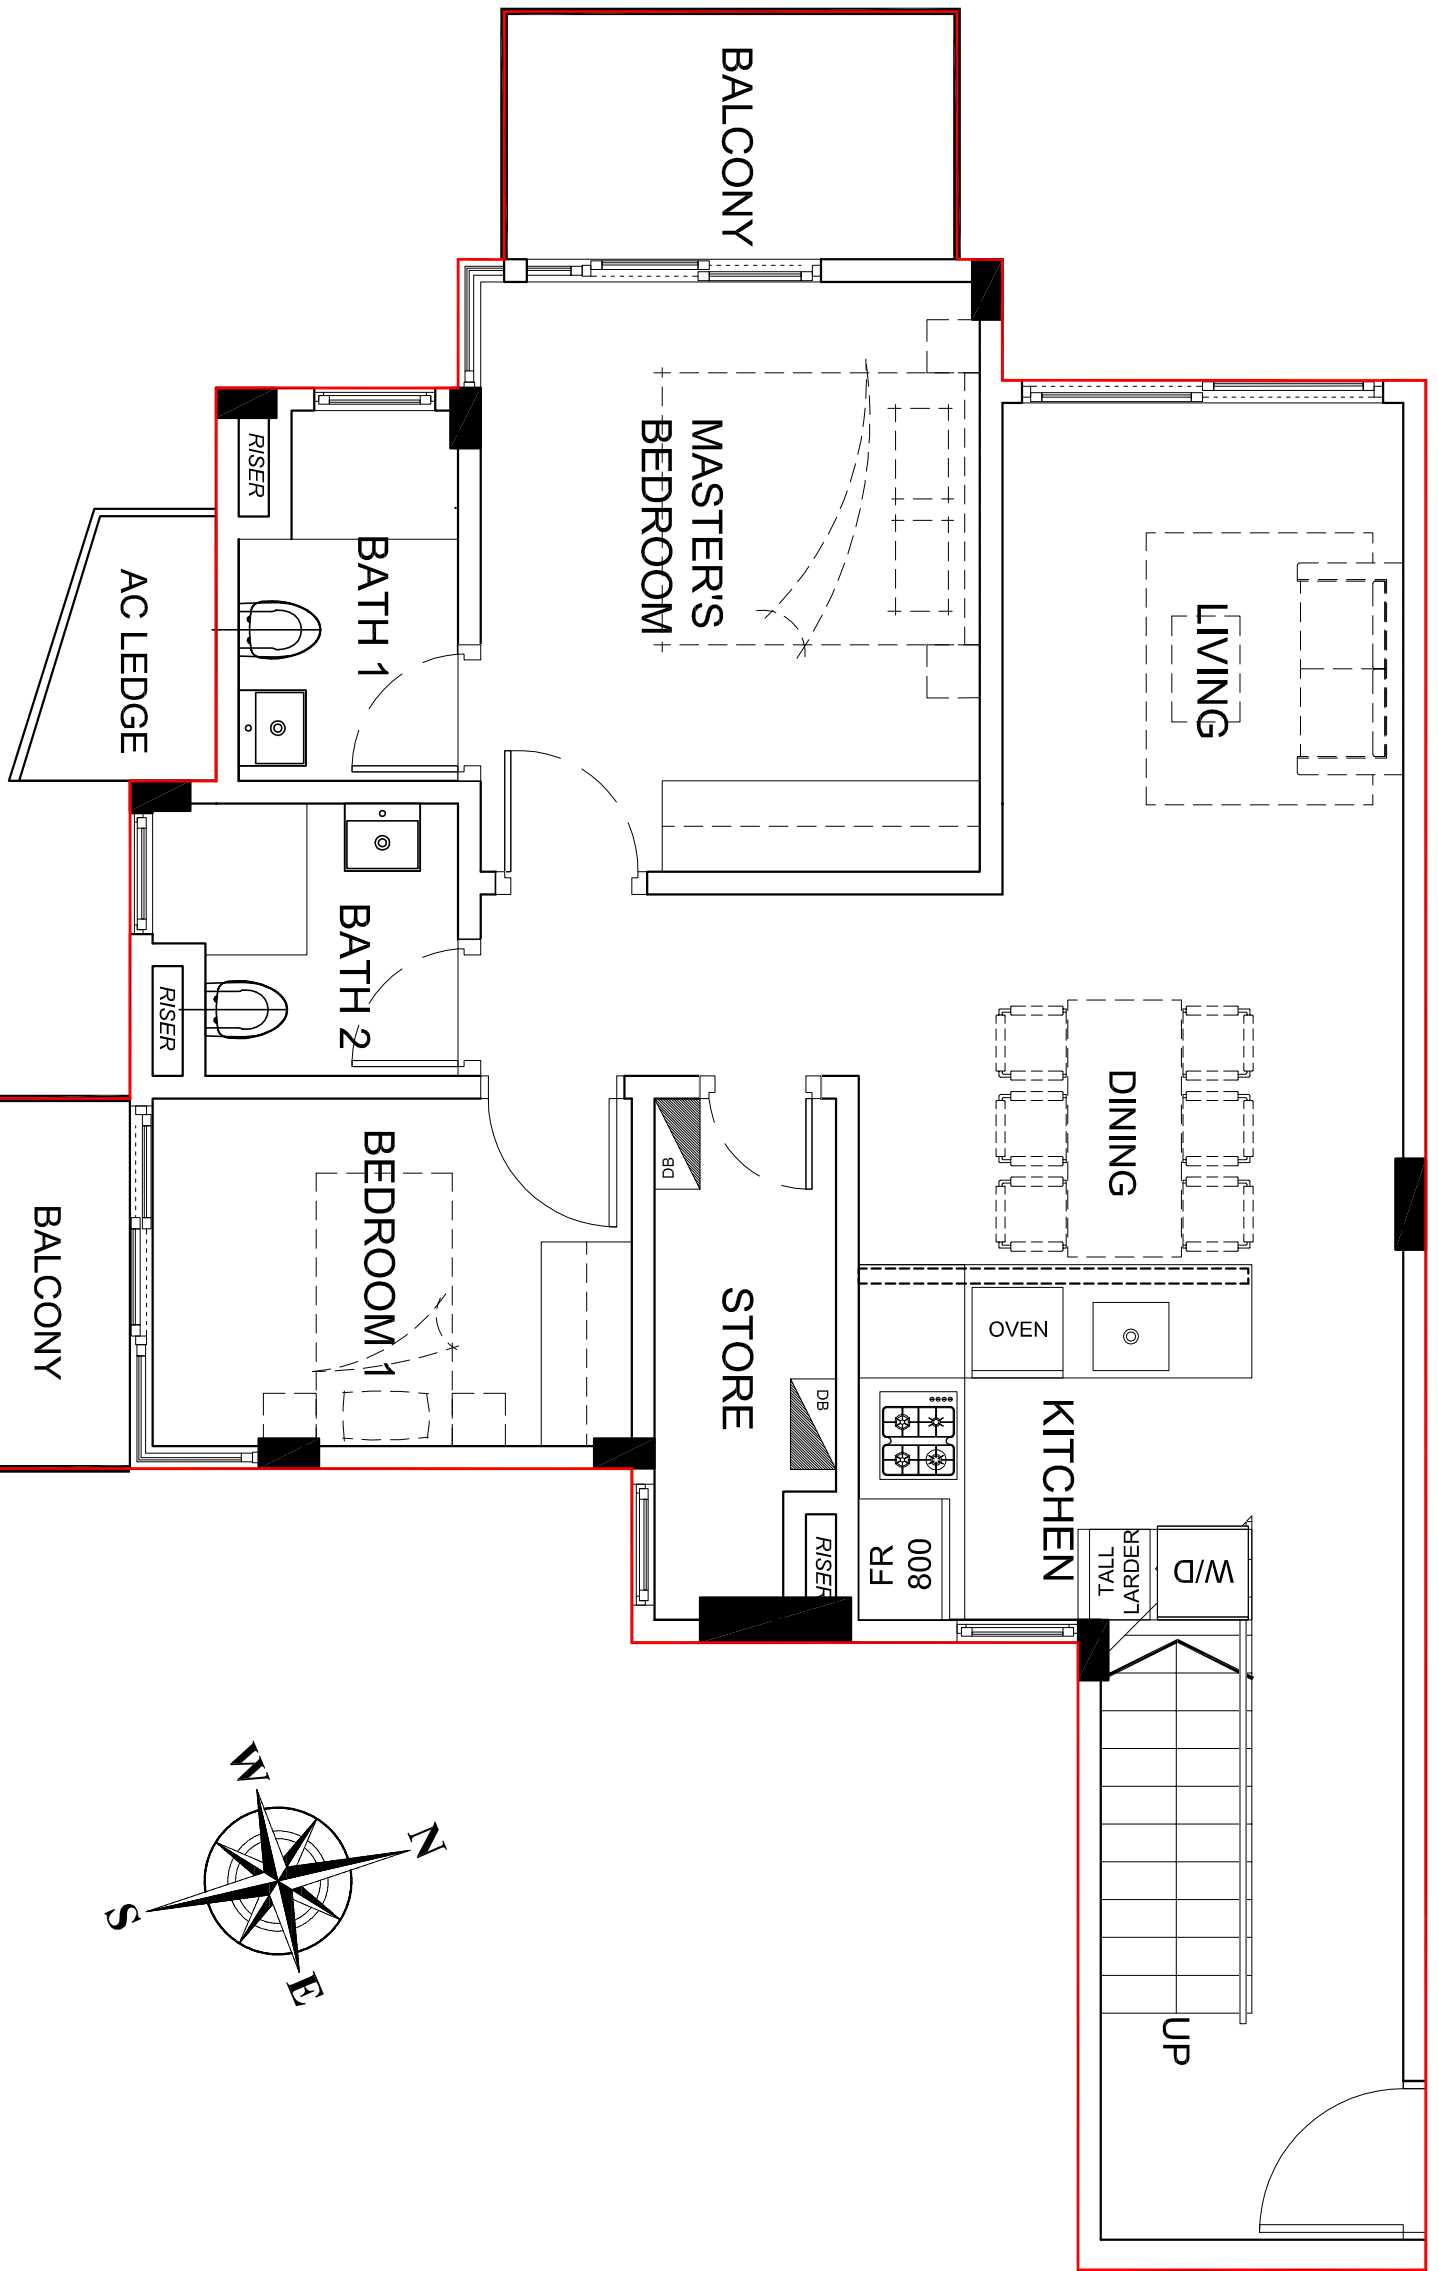 BALCONY
MASTER'S
BEDROOM
LIVING
RISER
BATH 1
AC LEDGE
BATH 2
RISER
DINING
DB
BEDROOM 1
BALCONY
STORE
OVEN
DB
KITCHEN
RISER
FR
800
TALL
LARDER
W/D
UP
N
W
S
E